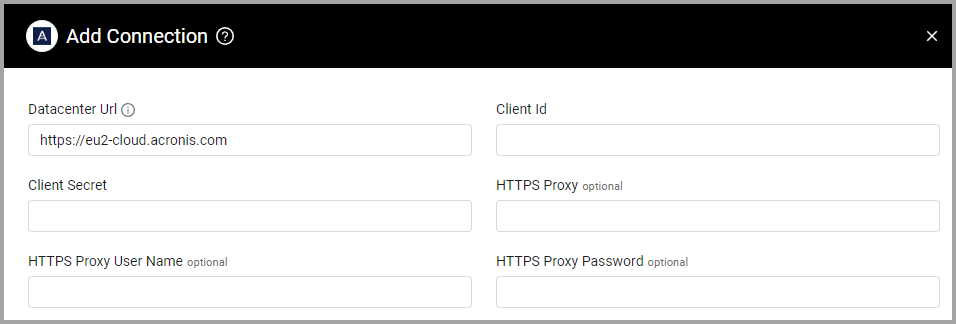 A Add Connection ?
Datacenter Url
Client Id
https://eu2-cloud.acronis.com
Client Secret
HTTPS Proxy optional
HTTPS Proxy User Name optional
HTTPS Proxy Password optional